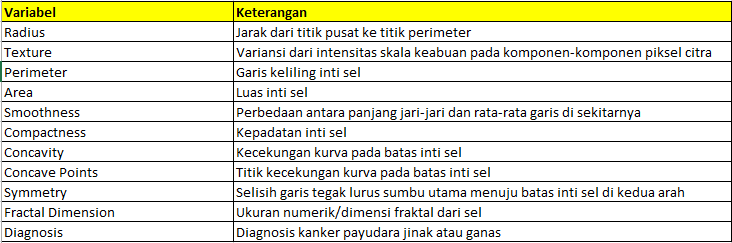 Variabel Keterangan
Radius Jarak dari titik pusat ke titik perimeter
Texture Variansi dari intensitas skala keabuan pada komponen-komponen piksel citra
Perimeter Garis keliling inti sel
Area Luas inti sel
Smoothness Perbedaan antara panjang jari-jari dan rata-rata garis di sekitarnya
Compactness Kepadatan inti sel
Concavity Kecekungan kurva pada batas inti sel
Concave Points Titik kecekungan kurva pada batas inti sel
Symmetry Selisih garis tegak lurus sumbu utama menuju batas inti sel di kedua arah
Fractal Dimension Ukuran numerik/dimensi fraktal dari sel
Diagnosis Diagnosis kanker payudara jinak atau ganas